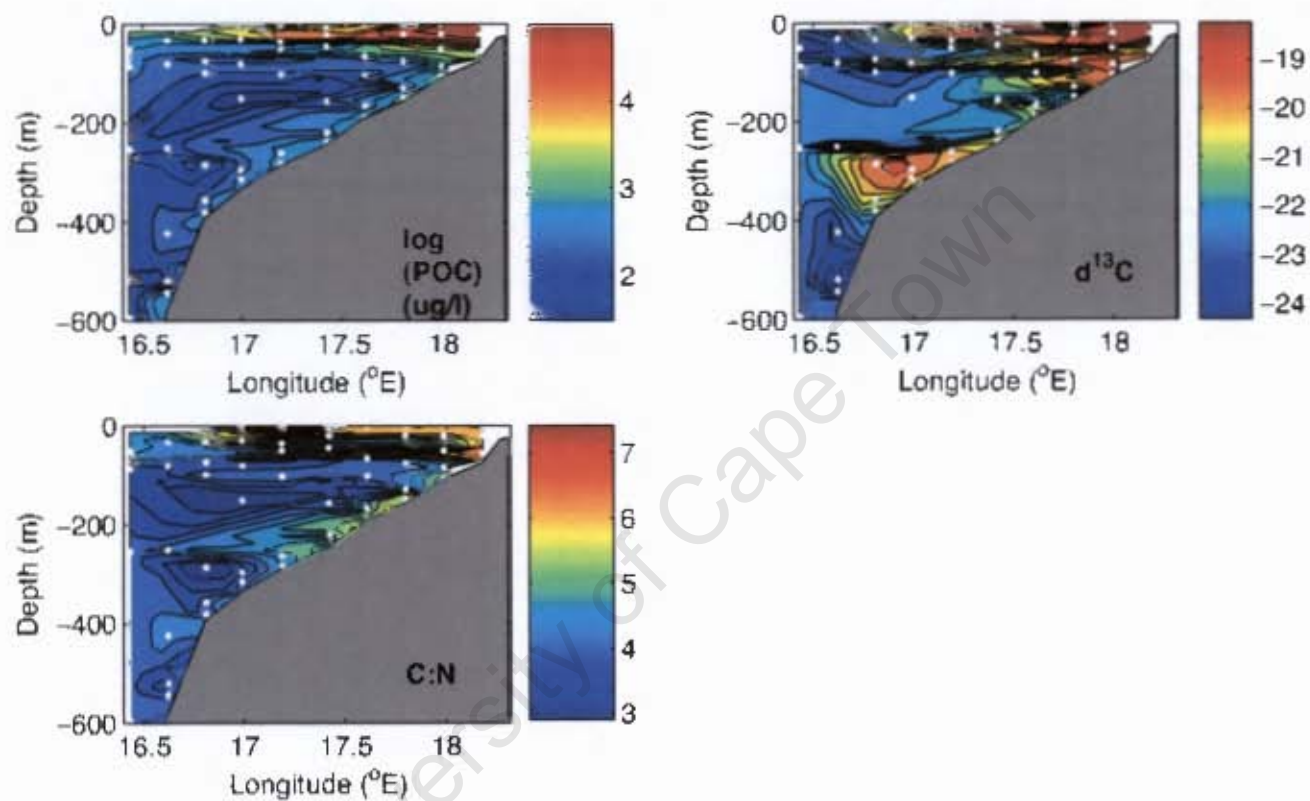 0
-200
-400
-600
Depth (m)
16.5 17 17.5 18
Longitude (°E)
log
(POC)
(ug/l)
4
3
2
0
-200
-400
-600
Depth (m)
16.5 17 17.5 18
Longitude (°E)
d¹³C
-19
-20
-21
-22
-23
-24
0
-200
-400
-600
Depth (m)
16.5 17 17.5 18
Longitude (°E)
C:N
7
6
5
4
3
ersity of Cape Town